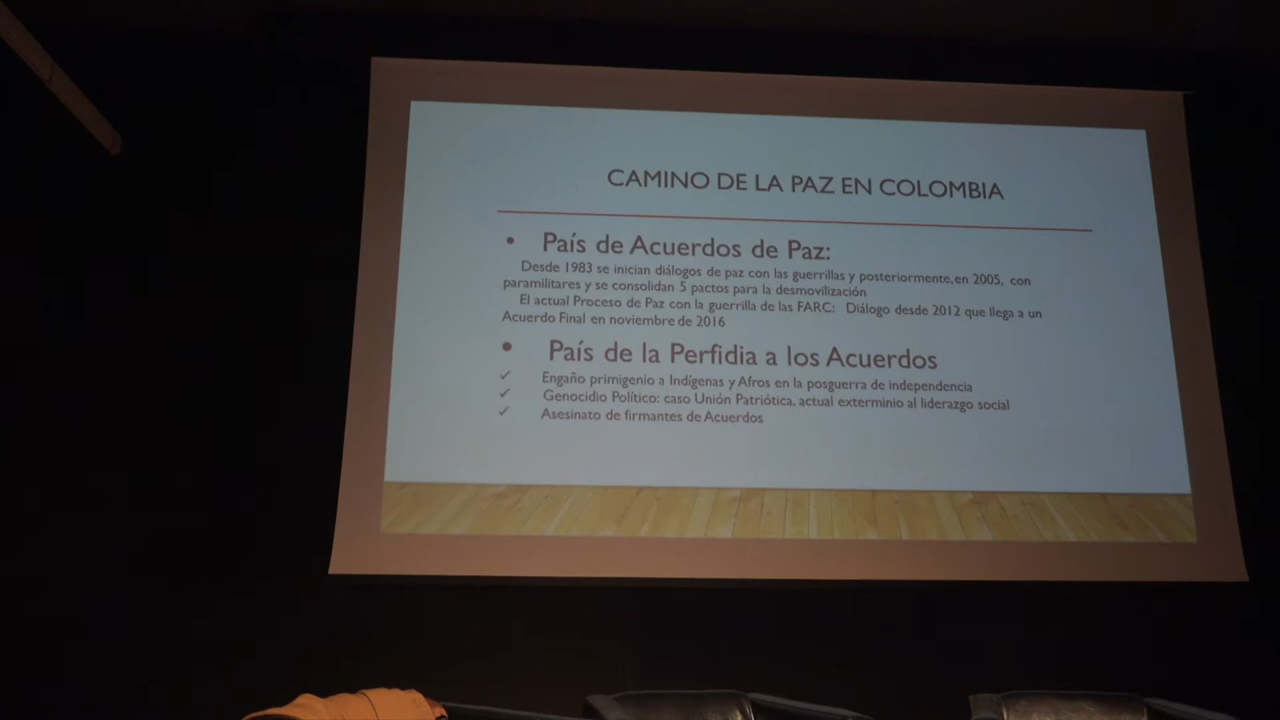 CAMINO DE LA PAZ EN COLOMBIA
• País de Acuerdos de Paz:
Desde 1983 se inician diálogos de paz con las guerrillas y posteriormente, en 2005, con
paramilitares y se consolidan 5 pactos para la desmovilización
El actual Proceso de Paz con la guerrilla de las FARC: Diálogo desde 2012 que llega a un
Acuerdo Final en noviembre de 2016
• País de la Perfidia a los Acuerdos
✓ Engaño primigenio a Indígenas y Afros en la posguerra de independencia
✓ Genocidio Político: caso Unión Patriótica, actual exterminio al liderazgo social
✓ Asesinato de firmantes de Acuerdos